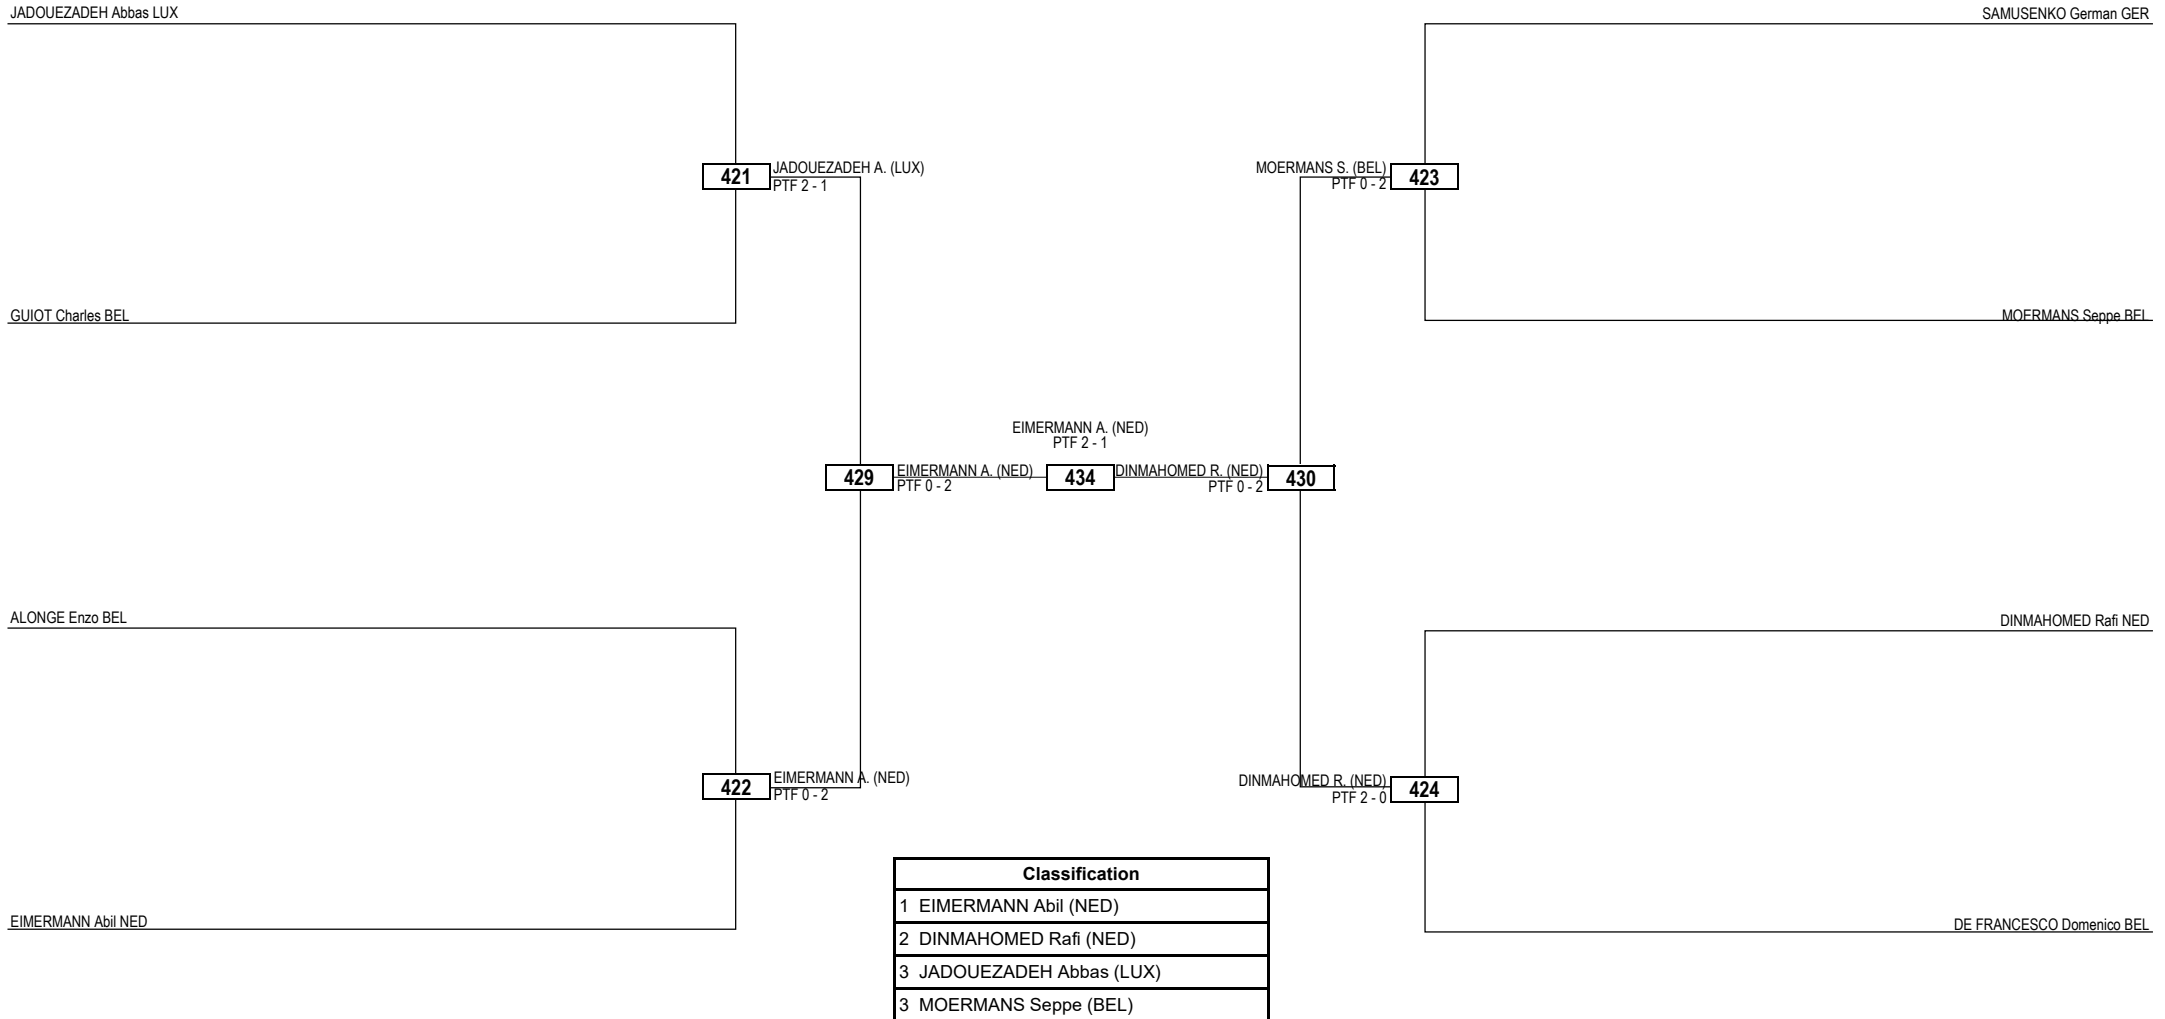 JADOUEZADEH Abbas LUX
SAMUSENKO German GER
421
JADOUEZADEH A. (LUX)
PTF 2 - 1
MOERMANS S. (BEL)
PTF 0 - 2
423
GUIOT Charles BEL
MOERMANS Seppe BEL
EIMERMANN A. (NED)
PTF 2 - 1
429
EIMERMANN A. (NED)
PTF 0 - 2
434
DINMAHOMED R. (NED)
PTF 0 - 2
430
ALONGE Enzo BEL
DINMAHOMED Rafi NED
422
EIMERMANN A. (NED)
PTF 0 - 2
DINMAHOMED R. (NED)
PTF 2 - 0
424
EIMERMANN Abil NED
DE FRANCESCO Domenico BEL
Classification
1 EIMERMANN Abil (NED)
2 DINMAHOMED Rafi (NED)
3 JADOUEZADEH Abbas (LUX)
3 MOERMANS Seppe (BEL)